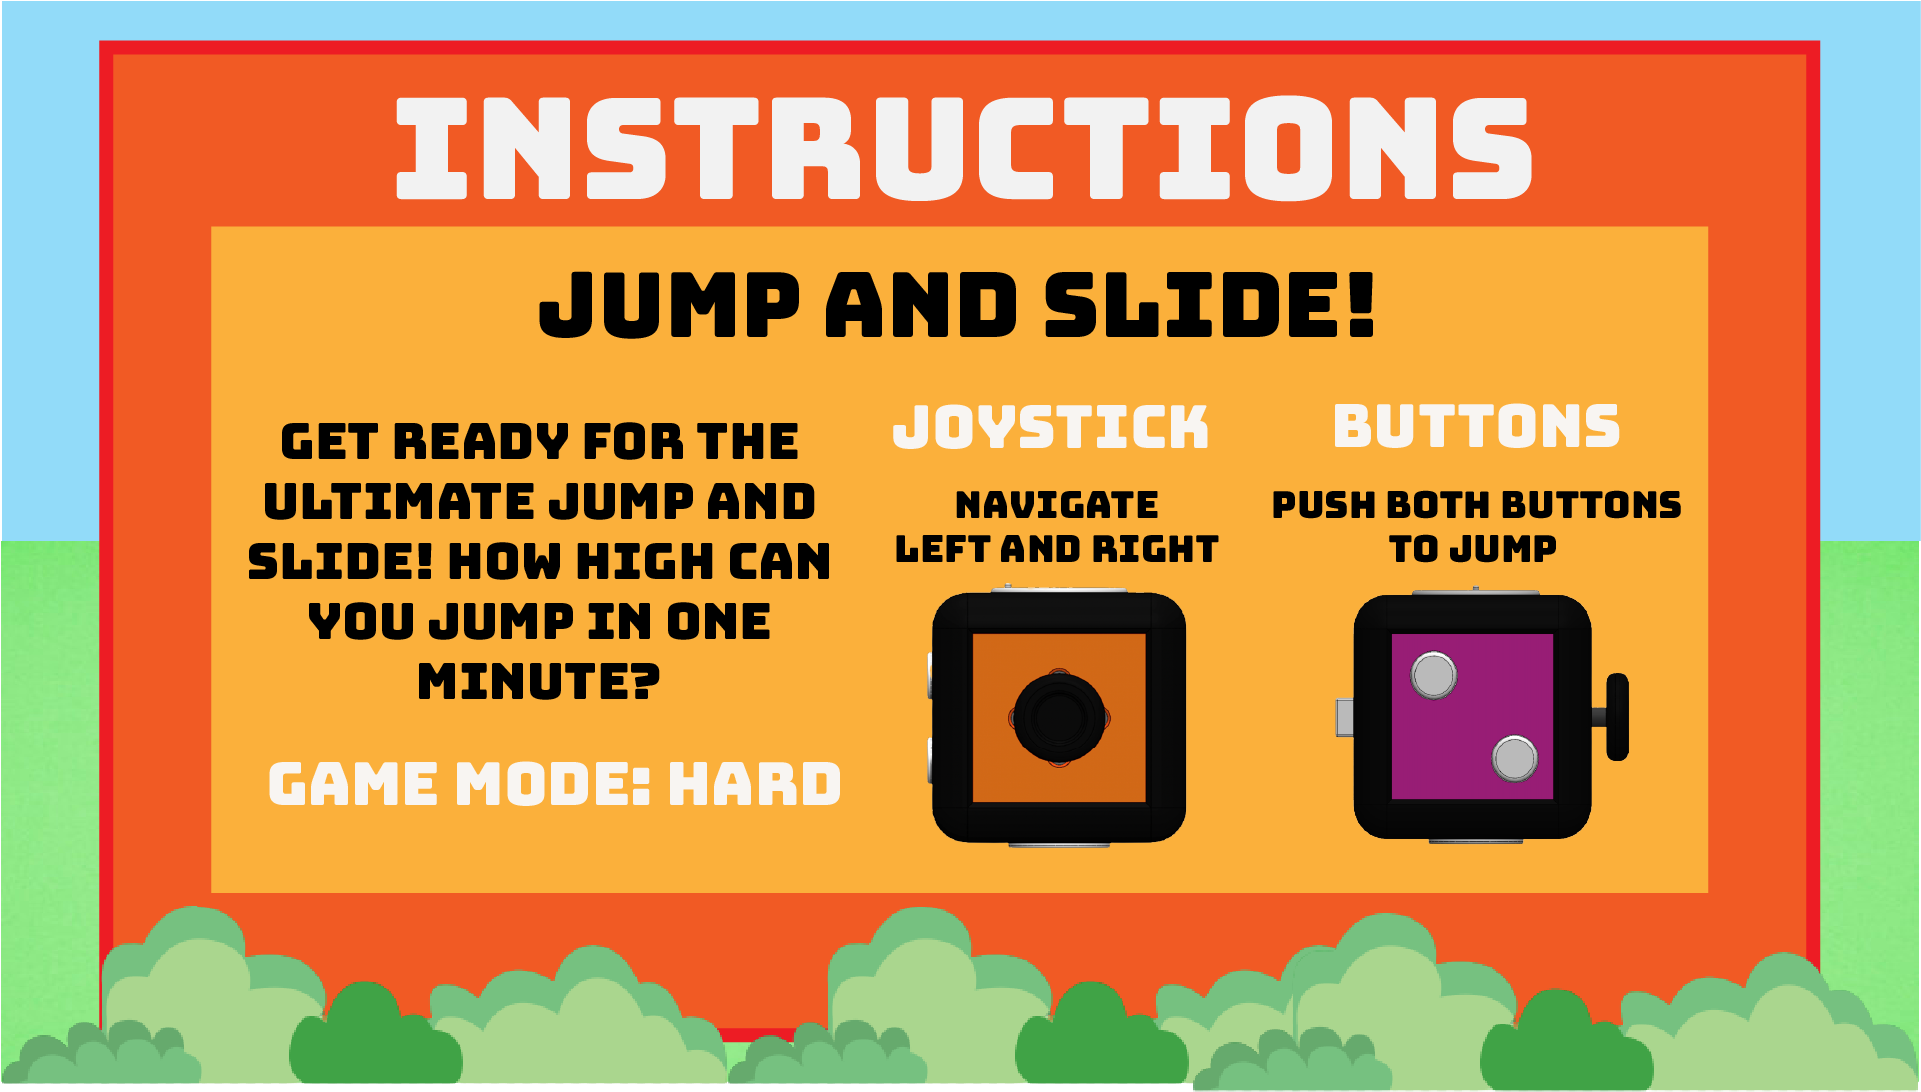 INSTRUCTIONS
JUMP AND SLIDE!
GET READY FOR THE
ULTIMATE JUMP AND
SLIDE! HOW HIGH CAN
YOU JUMP IN ONE
MINUTE?
GAME MODE: HARD
JOYSTICK
NAVIGATE
LEFT AND RIGHT
BUTTONS
PUSH BOTH BUTTONS
TO JUMP